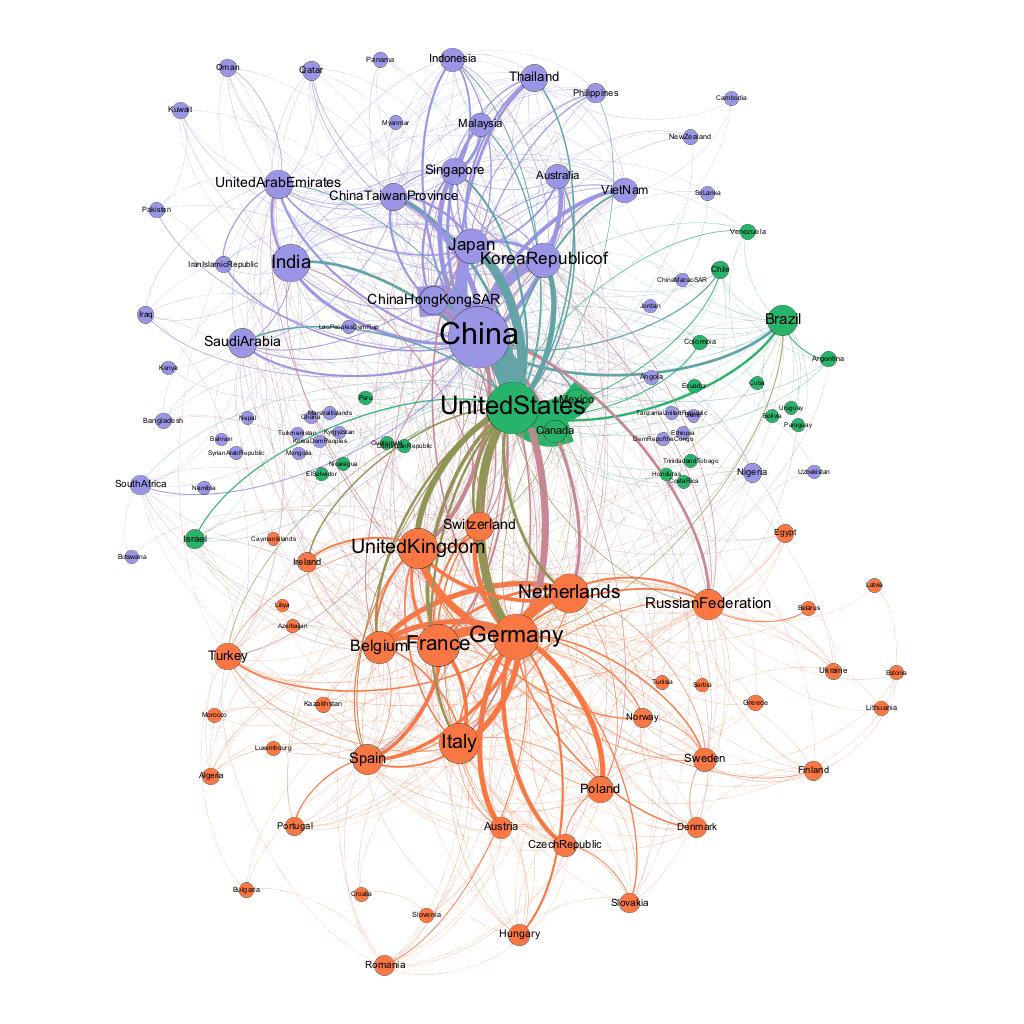 Panama
Indonesia
Oman
Qatar
Thailand
Philippines
Cambodia
Kuwait
Myanmar
Malaysia
NewZealand
Singapore
Australia
UnitedArabEmirates
VietNam
SriLanka
ChinaTaiwanProvince
Pakistan
Venezuela
Japan
KoreaRepublicof
India
IranIslamicRepublic
Chile
ChinaMacaoSAR
ChinaHongKongSAR
Jordan
Iraq
Brazil
LaoPeoplesDemRep
China
SaudiArabia
Colombia
Argentina
Kenya
Angola
Ecuador
Cuba
Peru
Mexico
UnitedStates
Uruguay
MarshallIslands
Ghana
TanzaniaUnitedRepublic
Bolivia
Bangladesh
Nepal
Paraguay
Canada
Turkmenistan
Kyrgyzstan
Ethiopia
Bahrain
KoreaDemPeoples
DemRepoftheCongo
SyrianArabRepublic
Mongolia
TrinidadandTobago
Nicaragua
Nigeria
Uzbekistan
ElSalvador
Honduras
CostaRica
SouthAfrica
Namibia
Switzerland
Egypt
Israel
CaymanIslands
UnitedKingdom
Botswana
Ireland
Latvia
Netherlands
RussianFederation
Libya
Belarus
Azerbaijan
Germany
France
Belgium
Turkey
Ukraine
Estonia
Tunisia
Serbia
Kazakhstan
Greece
Lithuania
Morocco
Norway
Italy
Luxembourg
Spain
Sweden
Finland
Algeria
Poland
Portugal
Austria
Denmark
CzechRepublic
Bulgaria
Croatia
Slovakia
Slovenia
Hungary
Romania